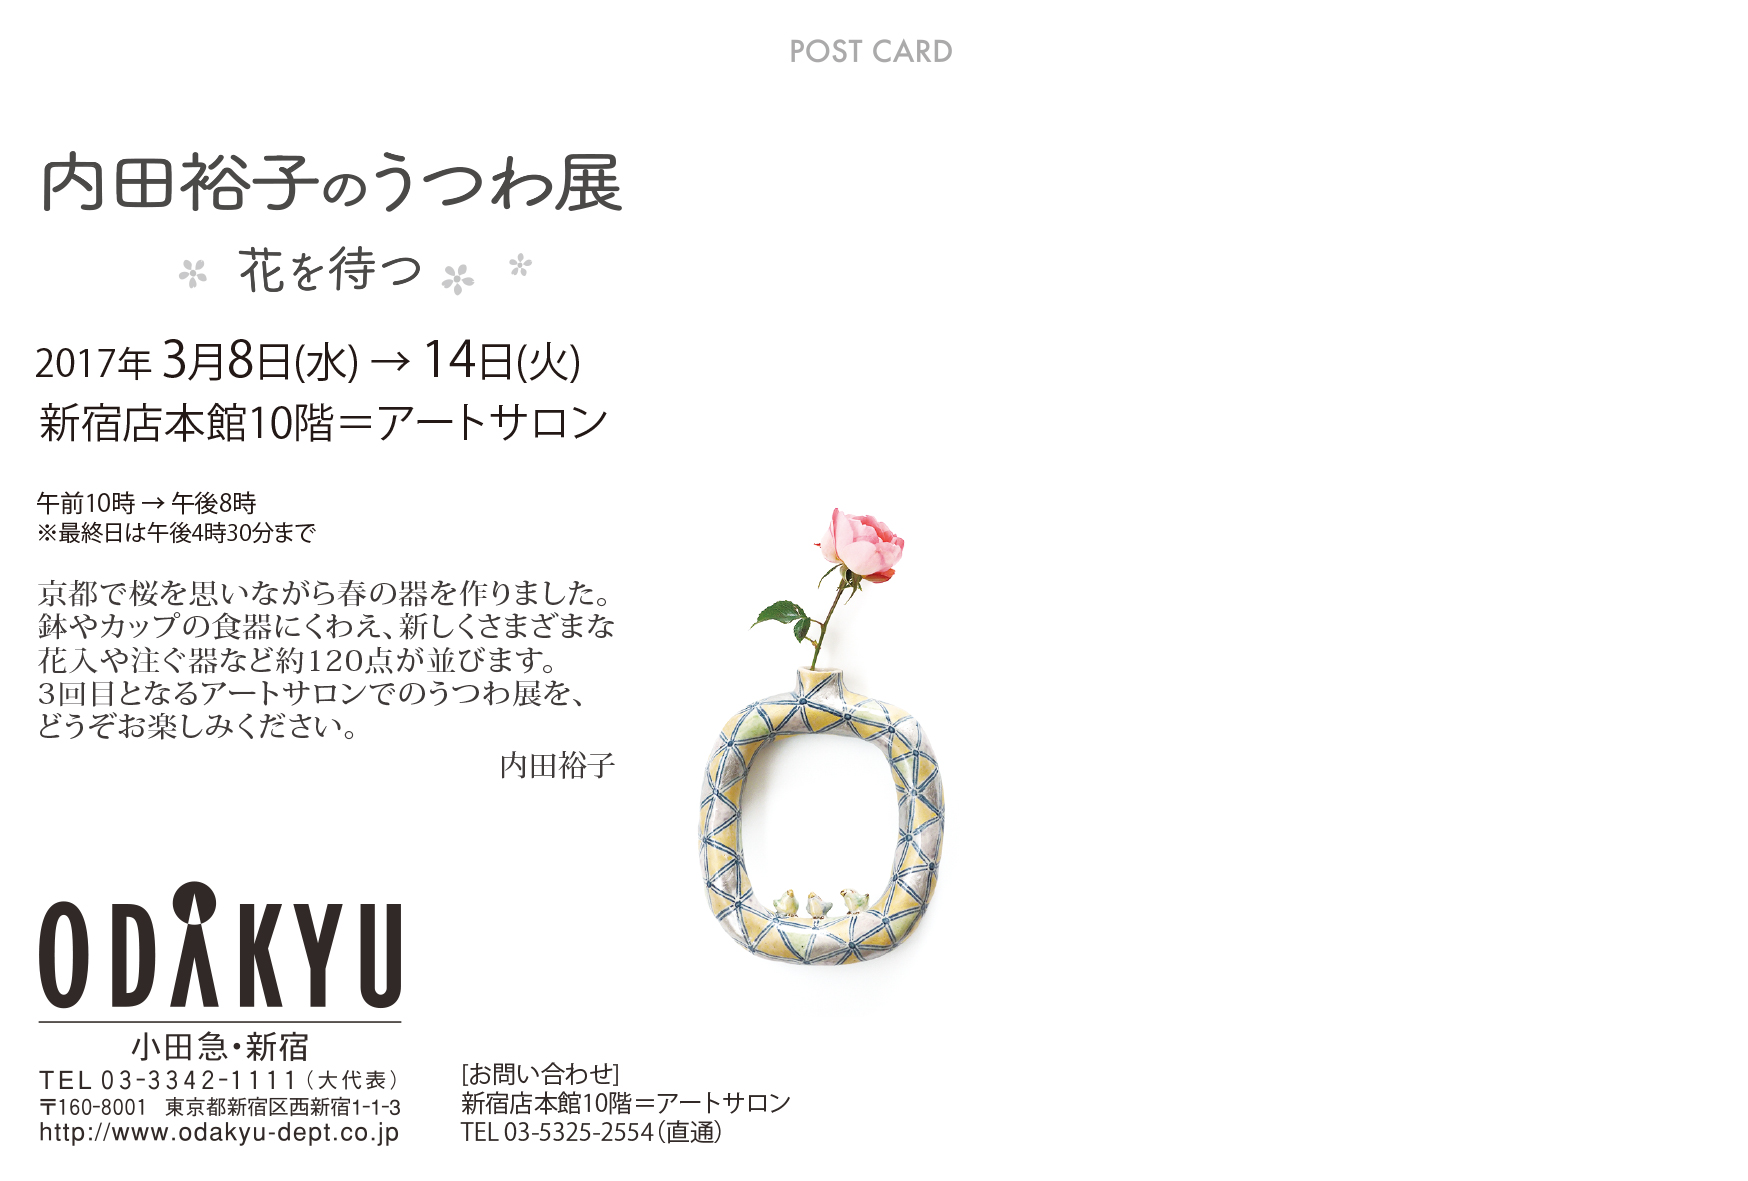 POST CARD
内田裕子のうつわ展
花を待つ
2017年 3月8日(水) → 14日(火)
新宿店本館10階＝アートサロン
午前10時 → 午後8時
※最終日は午後4時30分まで
京都で桜を思いながら春の器を作りました。
鉢やカップの食器にくわえ、新しくさまざまな
花入や注ぐ器など約120点が並びます。
3回目となるアートサロンでのうつわ展を、
どうぞお楽しみください。
内田裕子
ODAKYU
小田急・新宿
TEL 03-3342-1111（大代表）
〒160-8001 東京都新宿区西新宿1-1-3
http://www.odakyu-dept.co.jp
[お問い合わせ]
新宿店本館10階＝アートサロン
TEL 03-5325-2554（直通）